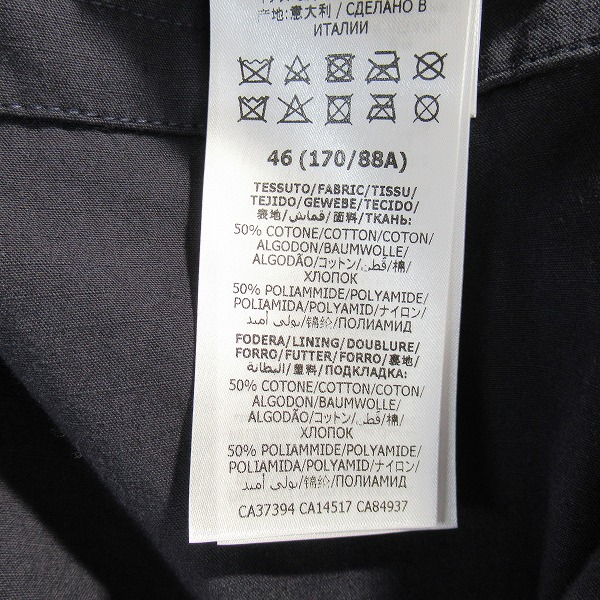 产地:意大利 / СДЕЛАНО В
ИТАЛИИ
46 (170/88A)
TESSUTO/FABRIC/TISSU/
TEJIDO/GEWEBE/TECIDO/
表地/قماش/面料/ТКАНЬ:
50% COTONE/COTTON/COTON/
ALGODON/BAUMWOLLE/
ALGODÃO/コットン/قطن/棉/
ХЛОПОК
50% POLIAMMIDE/POLYAMIDE/
POLIAMIDA/POLYAMID/ナイロン/
بولي أميد/锦纶/ПОЛИАМИД
FODERA/LINING/DOUBLURE/
FORRO/FUTTER/FORRO/裏地/
البطانة/里料/ПОДКЛАДКА:
50% COTONE/COTTON/COTON/
ALGODON/BAUMWOLLE/
ALGODÃO/コットン/قطن/棉/
ХЛОПОК
50% POLIAMMIDE/POLYAMIDE/
POLIAMIDA/POLYAMID/ナイロン/
بولي أميد/锦纶/ПОЛИАМИД
CA37394 CA14517 CA84937